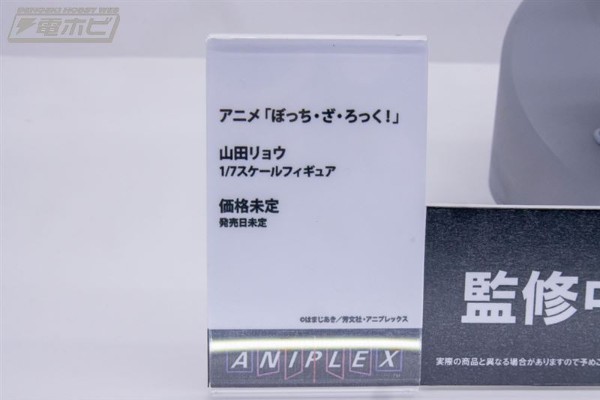 DENGEKI HOBBY WEB
電ホビ
アニメ「ぼっち・ざ・ろっく！」
山田リョウ
1/7スケールフィギュア
価格未定
発売日未定
©はまじあき／芳文社・アニプレックス
ANIPLEX
監修中
実際の商品と異なる場合がありますので予めご